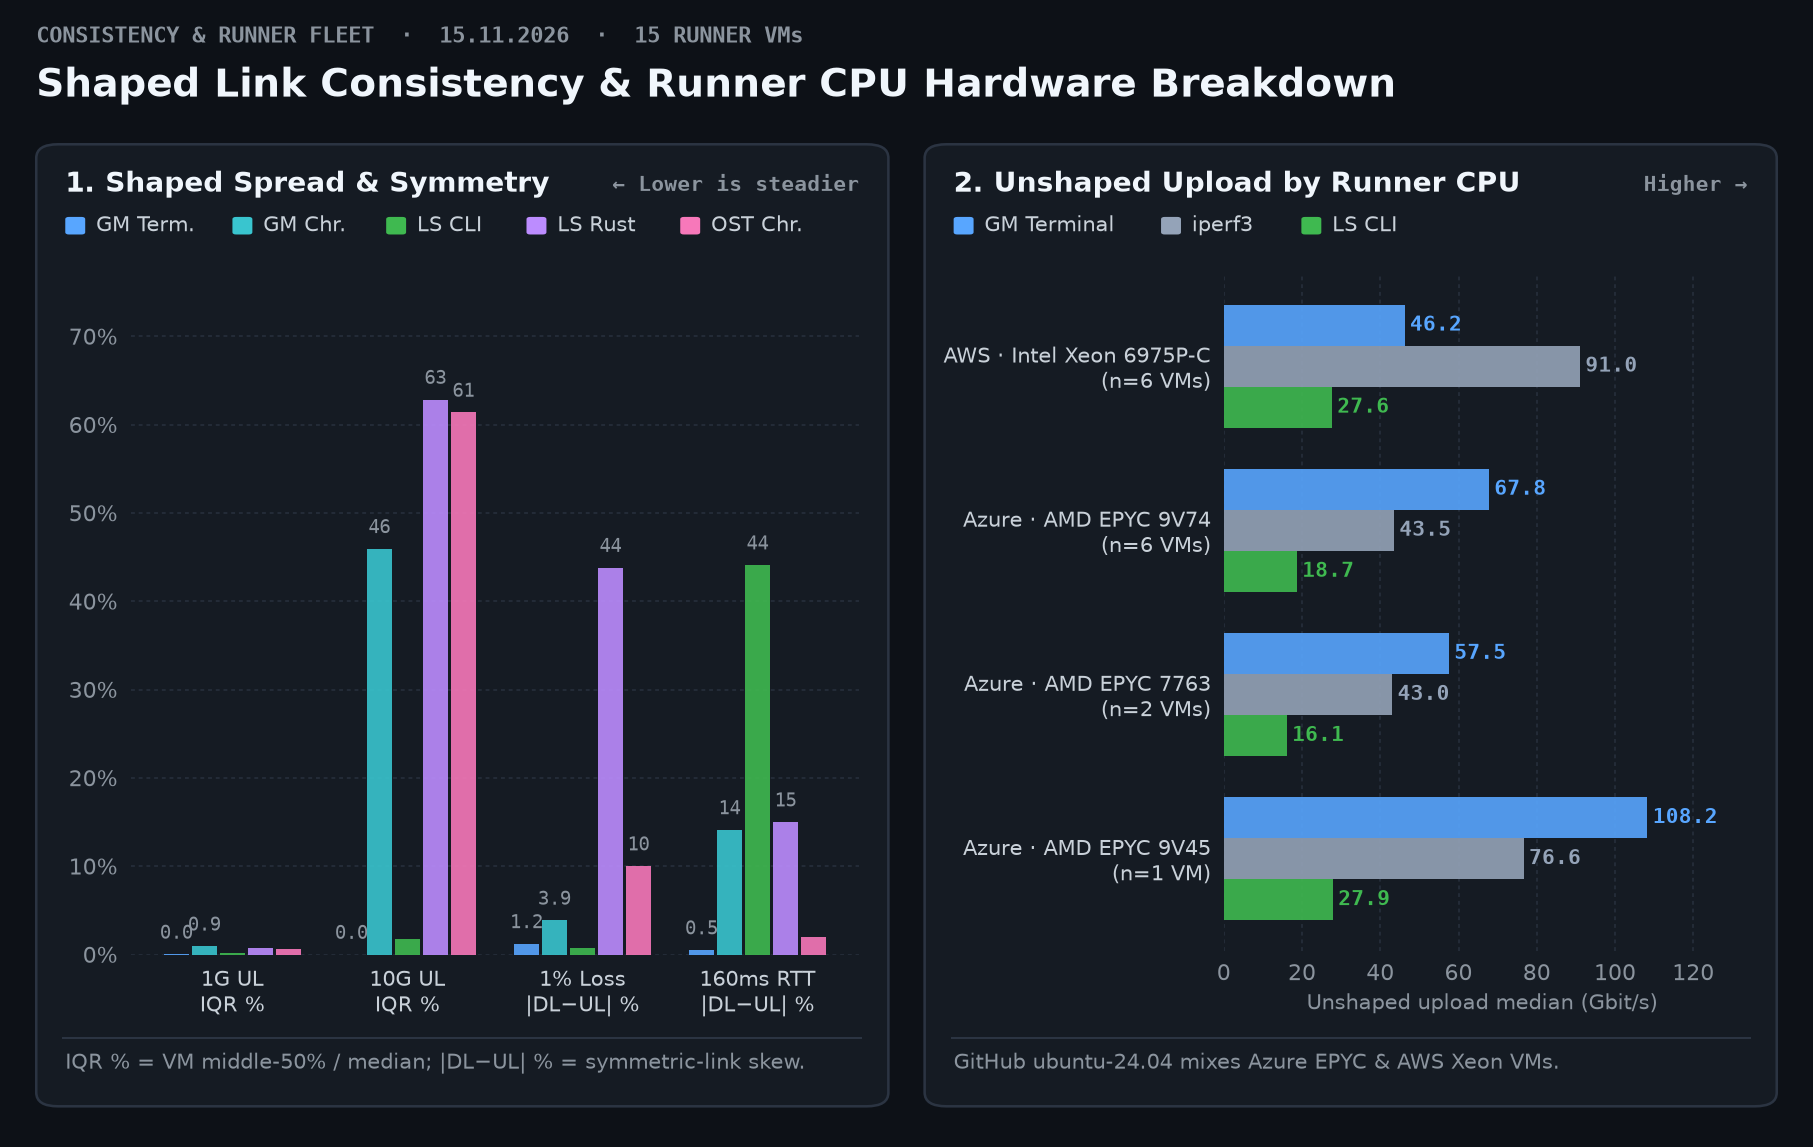 CONSISTENCY & RUNNER FLEET · 15.11.2026 · 15 RUNNER VMs
Shaped Link Consistency & Runner CPU Hardware Breakdown
1. Shaped Spread & Symmetry
← Lower is steadier
GM Term. GM Chr. LS CLI LS Rust OST Chr.
70%
60%
50%
40%
30%
20%
10%
0%
0.0
0.9
0.0
46
63
61
1.2
3.9
44
10
0.5
14
44
15
1G UL
IQR %
10G UL
IQR %
1% Loss
|DL−UL| %
160ms RTT
|DL−UL| %
IQR % = VM middle-50% / median; |DL−UL| % = symmetric-link skew.
2. Unshaped Upload by Runner CPU
Higher →
GM Terminal iperf3 LS CLI
AWS · Intel Xeon 6975P-C
(n=6 VMs)
46.2
91.0
27.6
Azure · AMD EPYC 9V74
(n=6 VMs)
67.8
43.5
18.7
Azure · AMD EPYC 7763
(n=2 VMs)
57.5
43.0
16.1
Azure · AMD EPYC 9V45
(n=1 VM)
108.2
76.6
27.9
0 20 40 60 80 100 120
Unshaped upload median (Gbit/s)
GitHub ubuntu-24.04 mixes Azure EPYC & AWS Xeon VMs.